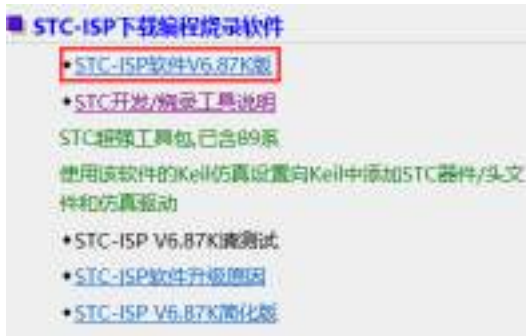 STC-ISP下载编程烧录软件
•STC-ISP软件V6.87K版
•STC开发/烧录工具说明
STC超强工具包,已含89系
使用该软件的Keil仿真设置向Keil中添加STC器件/头文
件和仿真驱动
•STC-ISP V6.87K请测试
•STC-ISP软件升级原因
•STC-ISP V6.87K简化版